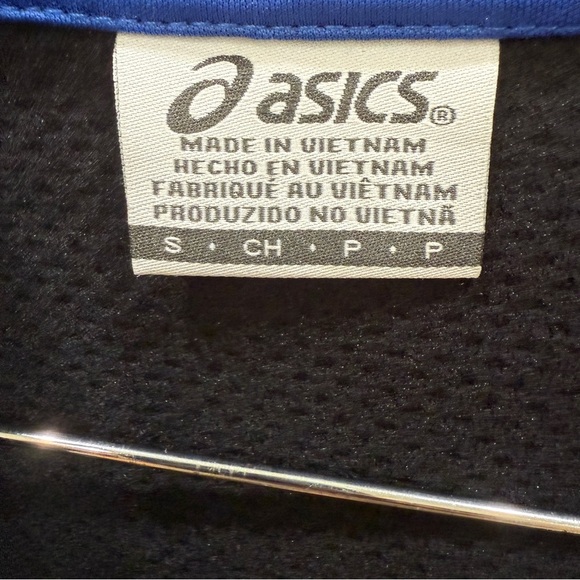 asics®
MADE IN VIETNAM
HECHO EN VIETNAM
FABRIQUÉ AU VIÊTNAM
PRODUZIDO NO VIETNÃ
S • CH • P • P